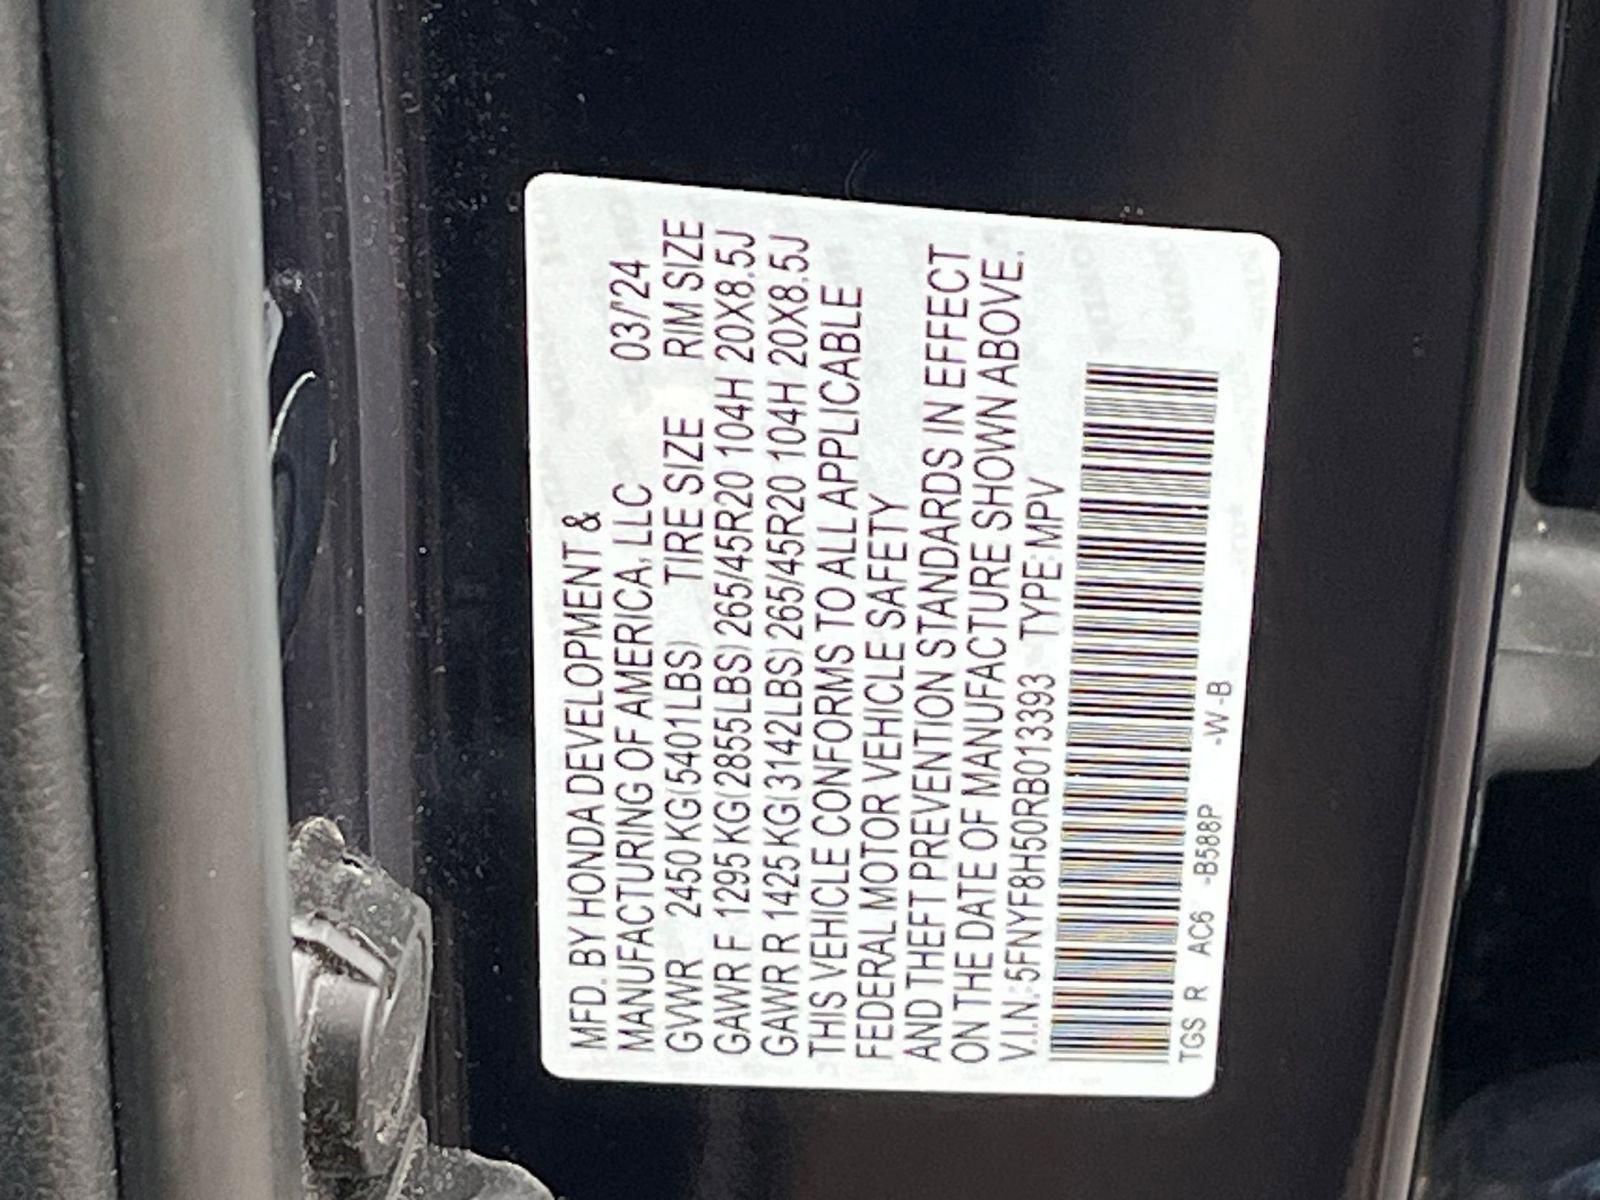 MFD. BY HONDA DEVELOPMENT &
MANUFACTURING OF AMERICA, LLC 03/'24
GVWR 2450 KG(5401LBS) TIRE SIZE RIM SIZE
GAWR F 1295 KG(2855LBS) 265/45R20 104H 20X8.5J
GAWR R 1425 KG(3142LBS) 265/45R20 104H 20X8.5J
THIS VEHICLE CONFORMS TO ALL APPLICABLE
FEDERAL MOTOR VEHICLE SAFETY
AND THEFT PREVENTION STANDARDS IN EFFECT
ON THE DATE OF MANUFACTURE SHOWN ABOVE.
V.I.N.:5FNYF8H50RB013393 TYPE:MPV
TGS R AC6 -B588P -W-B